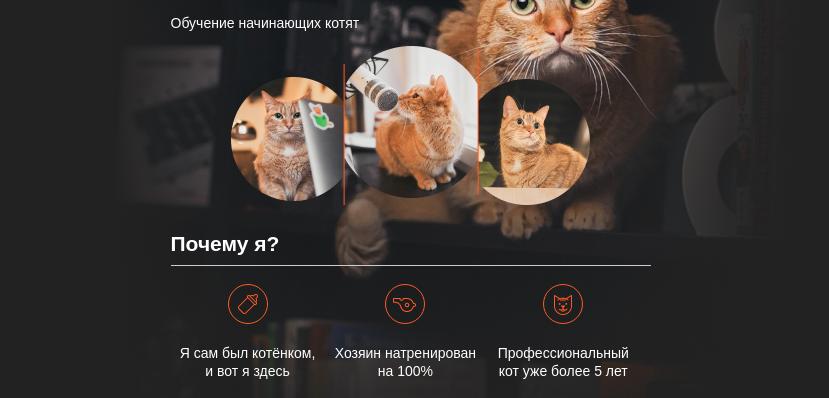 Обучение начинающих котят
Почему я?
Я сам был котёнком,
и вот я здесь
Хозяин натренирован
на 100%
Профессиональный
кот уже более 5 лет